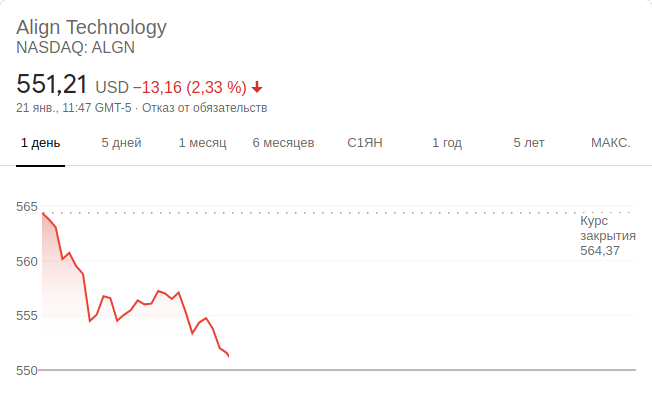 Align Technology
NASDAQ: ALGN
551,21 USD −13,16 (2,33 %)
21 янв., 11:47 GMT-5 · Отказ от обязательств
1 день 5 дней 1 месяц 6 месяцев С1ЯН 1 год 5 лет МАКС.
565
Курс
закрытия
564,37
560
555
550